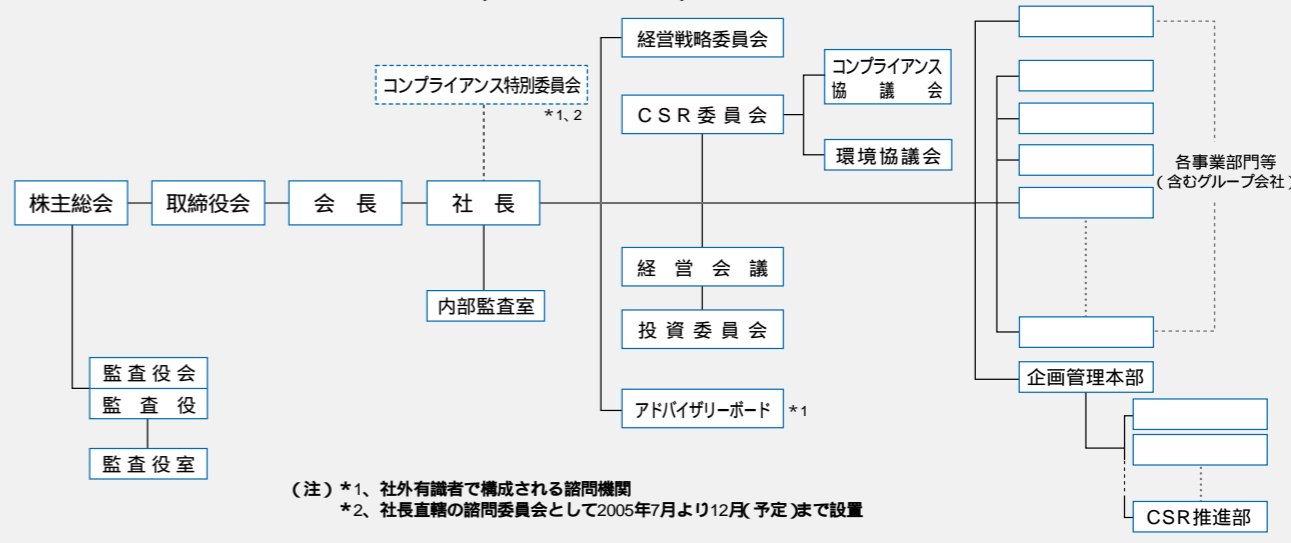 経営戦略委員会
コンプライアンス特別委員会
*1、2
コンプライアンス
協議会
CSR委員会
環境協議会
各事業部門等
(含むグループ会社)
株主総会
取締役会
会長
社長
経営会議
内部監査室
投資委員会
監査役会
監査役
監査役室
企画管理本部
アドバイザリーボード *1
CSR推進部
(注)*1、社外有識者で構成される諮問機関
*2、社長直轄の諮問委員会として2005年7月より12月(予定)まで設置